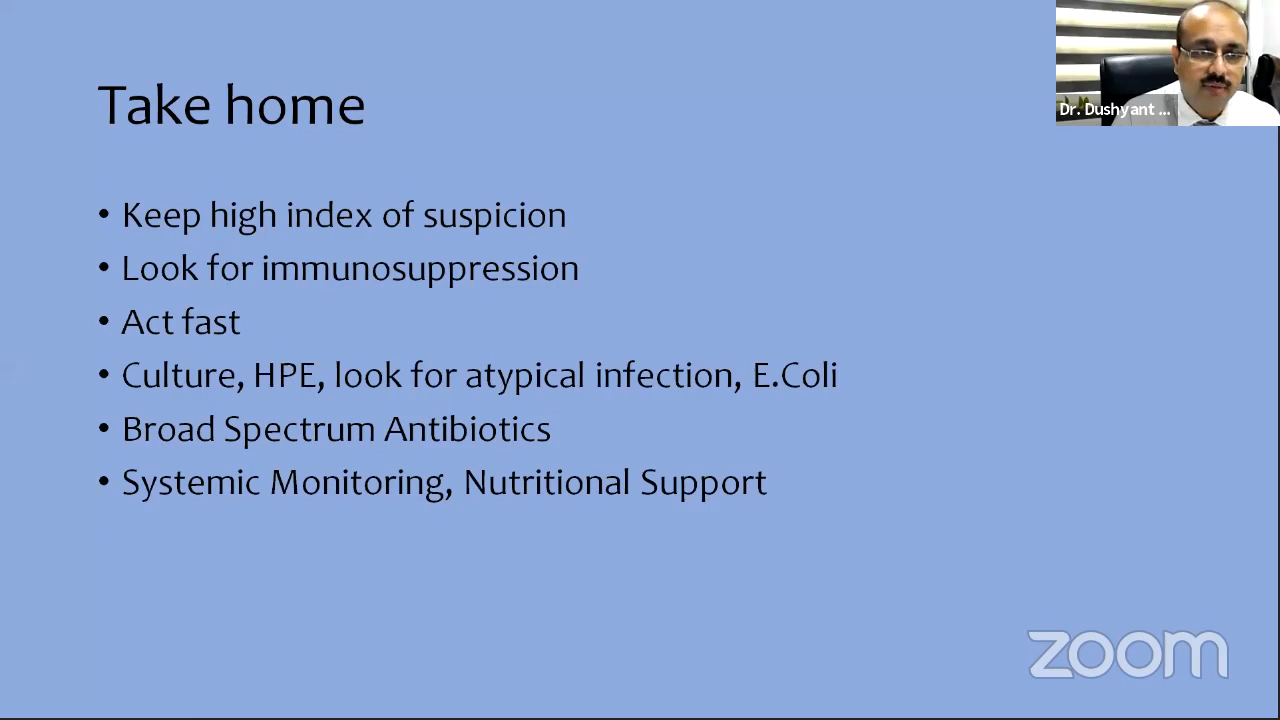 Take home
• Keep high index of suspicion
• Look for immunosuppression
• Act fast
• Culture, HPE, look for atypical infection, E.Coli
• Broad Spectrum Antibiotics
• Systemic Monitoring, Nutritional Support
Dr. Dushyant ...
zoom